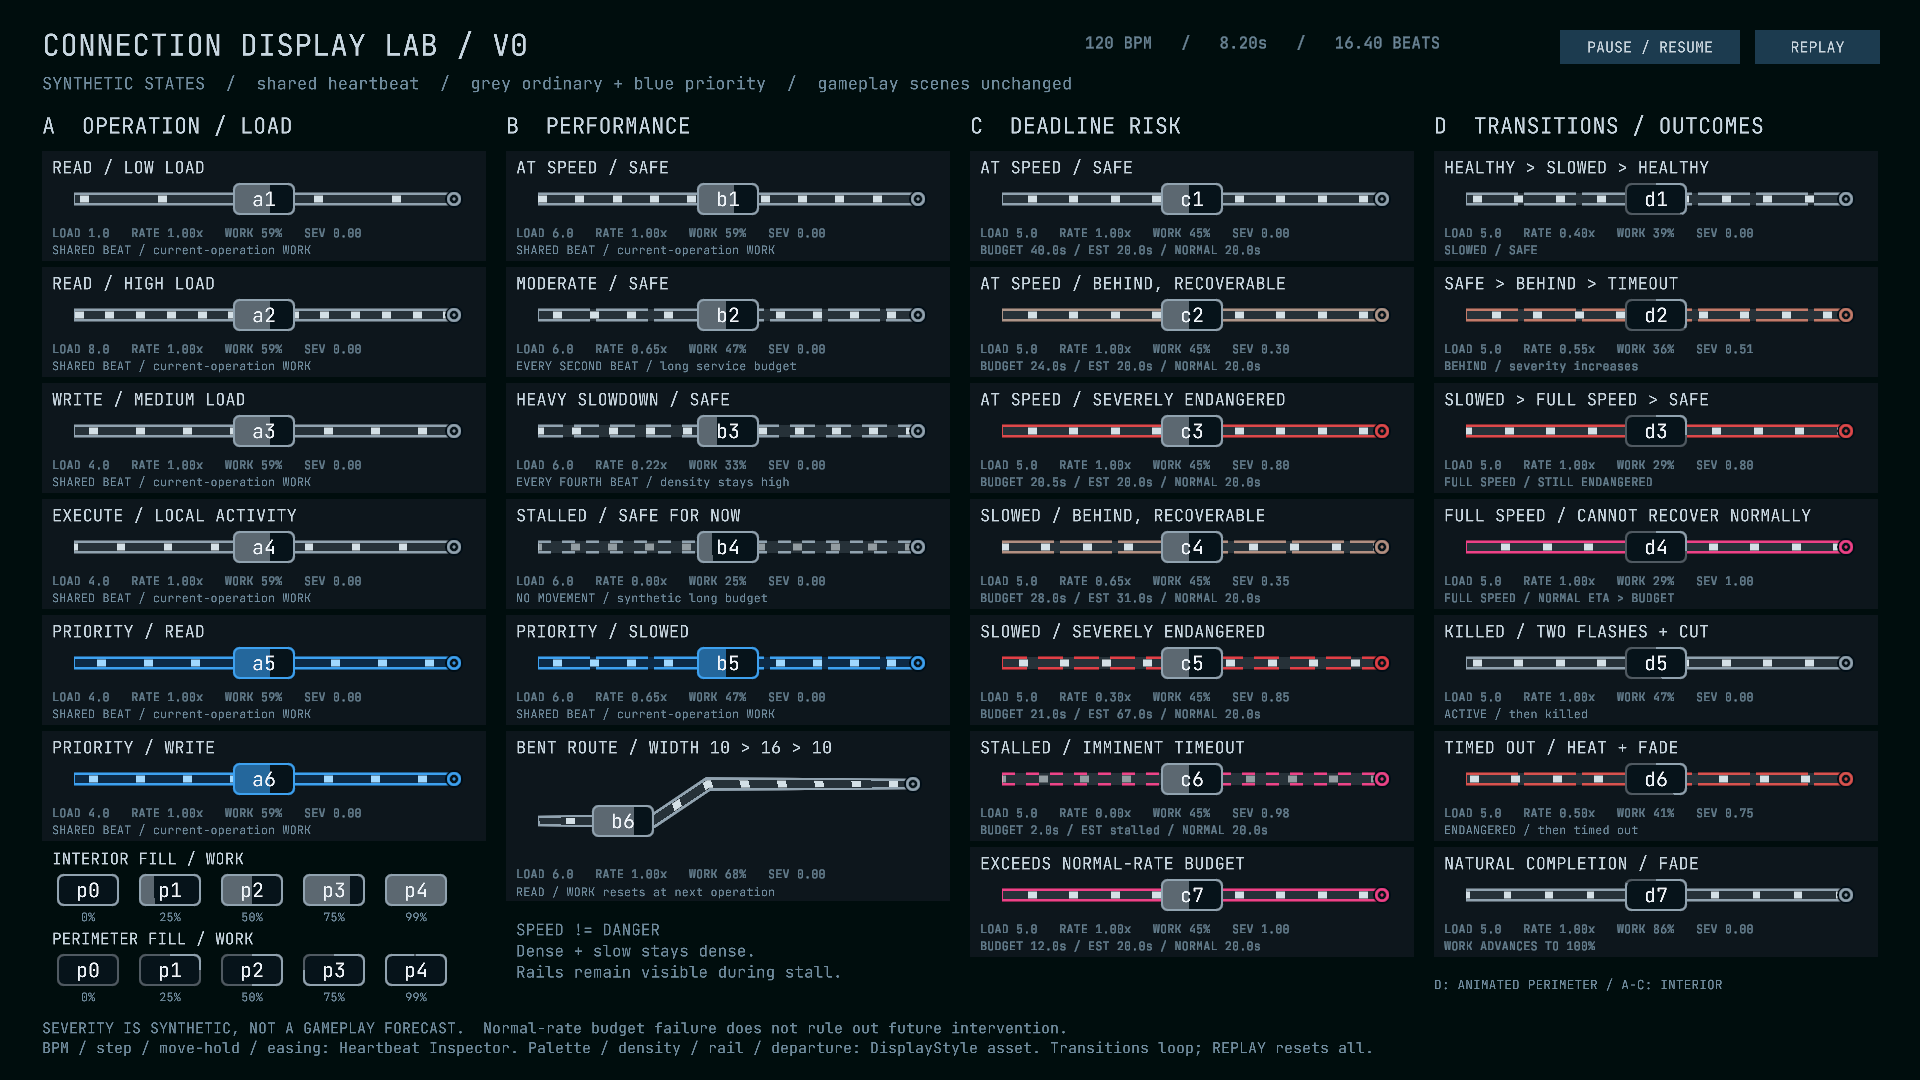 CONNECTION DISPLAY LAB / V0
120 BPM / 8.20s / 16.40 BEATS
PAUSE / RESUME
REPLAY
SYNTHETIC STATES / shared heartbeat / grey ordinary + blue priority / gameplay scenes unchanged
A OPERATION / LOAD
READ / LOW LOAD
a1
LOAD 1.0 RATE 1.00x WORK 59% SEV 0.00
SHARED BEAT / current-operation WORK
READ / HIGH LOAD
a2
LOAD 8.0 RATE 1.00x WORK 59% SEV 0.00
SHARED BEAT / current-operation WORK
WRITE / MEDIUM LOAD
a3
LOAD 4.0 RATE 1.00x WORK 59% SEV 0.00
SHARED BEAT / current-operation WORK
EXECUTE / LOCAL ACTIVITY
a4
LOAD 4.0 RATE 1.00x WORK 59% SEV 0.00
SHARED BEAT / current-operation WORK
PRIORITY / READ
a5
LOAD 4.0 RATE 1.00x WORK 59% SEV 0.00
SHARED BEAT / current-operation WORK
PRIORITY / WRITE
a6
LOAD 4.0 RATE 1.00x WORK 59% SEV 0.00
SHARED BEAT / current-operation WORK
INTERIOR FILL / WORK
p0 p1 p2 p3 p4
0% 25% 50% 75% 99%
PERIMETER FILL / WORK
p0 p1 p2 p3 p4
0% 25% 50% 75% 99%
B PERFORMANCE
AT SPEED / SAFE
b1
LOAD 6.0 RATE 1.00x WORK 59% SEV 0.00
SHARED BEAT / current-operation WORK
MODERATE / SAFE
b2
LOAD 6.0 RATE 0.65x WORK 47% SEV 0.00
EVERY SECOND BEAT / long service budget
HEAVY SLOWDOWN / SAFE
b3
LOAD 6.0 RATE 0.22x WORK 33% SEV 0.00
EVERY FOURTH BEAT / density stays high
STALLED / SAFE FOR NOW
b4
LOAD 6.0 RATE 0.00x WORK 25% SEV 0.00
NO MOVEMENT / synthetic long budget
PRIORITY / SLOWED
b5
LOAD 6.0 RATE 0.65x WORK 47% SEV 0.00
SHARED BEAT / current-operation WORK
BENT ROUTE / WIDTH 10 > 16 > 10
b6
LOAD 6.0 RATE 1.00x WORK 68% SEV 0.00
READ / WORK resets at next operation
SPEED != DANGER
Dense + slow stays dense.
Rails remain visible during stall.
C DEADLINE RISK
AT SPEED / SAFE
c1
LOAD 5.0 RATE 1.00x WORK 45% SEV 0.00
BUDGET 40.0s / EST 20.0s / NORMAL 20.0s
AT SPEED / BEHIND, RECOVERABLE
c2
LOAD 5.0 RATE 1.00x WORK 45% SEV 0.30
BUDGET 24.0s / EST 20.0s / NORMAL 20.0s
AT SPEED / SEVERELY ENDANGERED
c3
LOAD 5.0 RATE 1.00x WORK 45% SEV 0.80
BUDGET 20.5s / EST 20.0s / NORMAL 20.0s
SLOWED / BEHIND, RECOVERABLE
c4
LOAD 5.0 RATE 0.65x WORK 45% SEV 0.35
BUDGET 28.0s / EST 31.0s / NORMAL 20.0s
SLOWED / SEVERELY ENDANGERED
c5
LOAD 5.0 RATE 0.30x WORK 45% SEV 0.85
BUDGET 21.0s / EST 67.0s / NORMAL 20.0s
STALLED / IMMINENT TIMEOUT
c6
LOAD 5.0 RATE 0.00x WORK 45% SEV 0.98
BUDGET 2.0s / EST stalled / NORMAL 20.0s
EXCEEDS NORMAL-RATE BUDGET
c7
LOAD 5.0 RATE 1.00x WORK 45% SEV 1.00
BUDGET 12.0s / EST 20.0s / NORMAL 20.0s
D TRANSITIONS / OUTCOMES
HEALTHY > SLOWED > HEALTHY
d1
LOAD 5.0 RATE 0.40x WORK 39% SEV 0.00
SLOWED / SAFE
SAFE > BEHIND > TIMEOUT
d2
LOAD 5.0 RATE 0.55x WORK 36% SEV 0.51
BEHIND / severity increases
SLOWED > FULL SPEED > SAFE
d3
LOAD 5.0 RATE 1.00x WORK 29% SEV 0.80
FULL SPEED / STILL ENDANGERED
FULL SPEED / CANNOT RECOVER NORMALLY
d4
LOAD 5.0 RATE 1.00x WORK 29% SEV 1.00
FULL SPEED / NORMAL ETA > BUDGET
KILLED / TWO FLASHES + CUT
d5
LOAD 5.0 RATE 1.00x WORK 47% SEV 0.00
ACTIVE / then killed
TIMED OUT / HEAT + FADE
d6
LOAD 5.0 RATE 0.50x WORK 41% SEV 0.75
ENDANGERED / then timed out
NATURAL COMPLETION / FADE
d7
LOAD 5.0 RATE 1.00x WORK 86% SEV 0.00
WORK ADVANCES TO 100%
D: ANIMATED PERIMETER / A-C: INTERIOR
SEVERITY IS SYNTHETIC, NOT A GAMEPLAY FORECAST. Normal-rate budget failure does not rule out future intervention.
BPM / step / move-hold / easing: Heartbeat Inspector. Palette / density / rail / departure: DisplayStyle asset. Transitions loop; REPLAY resets all.